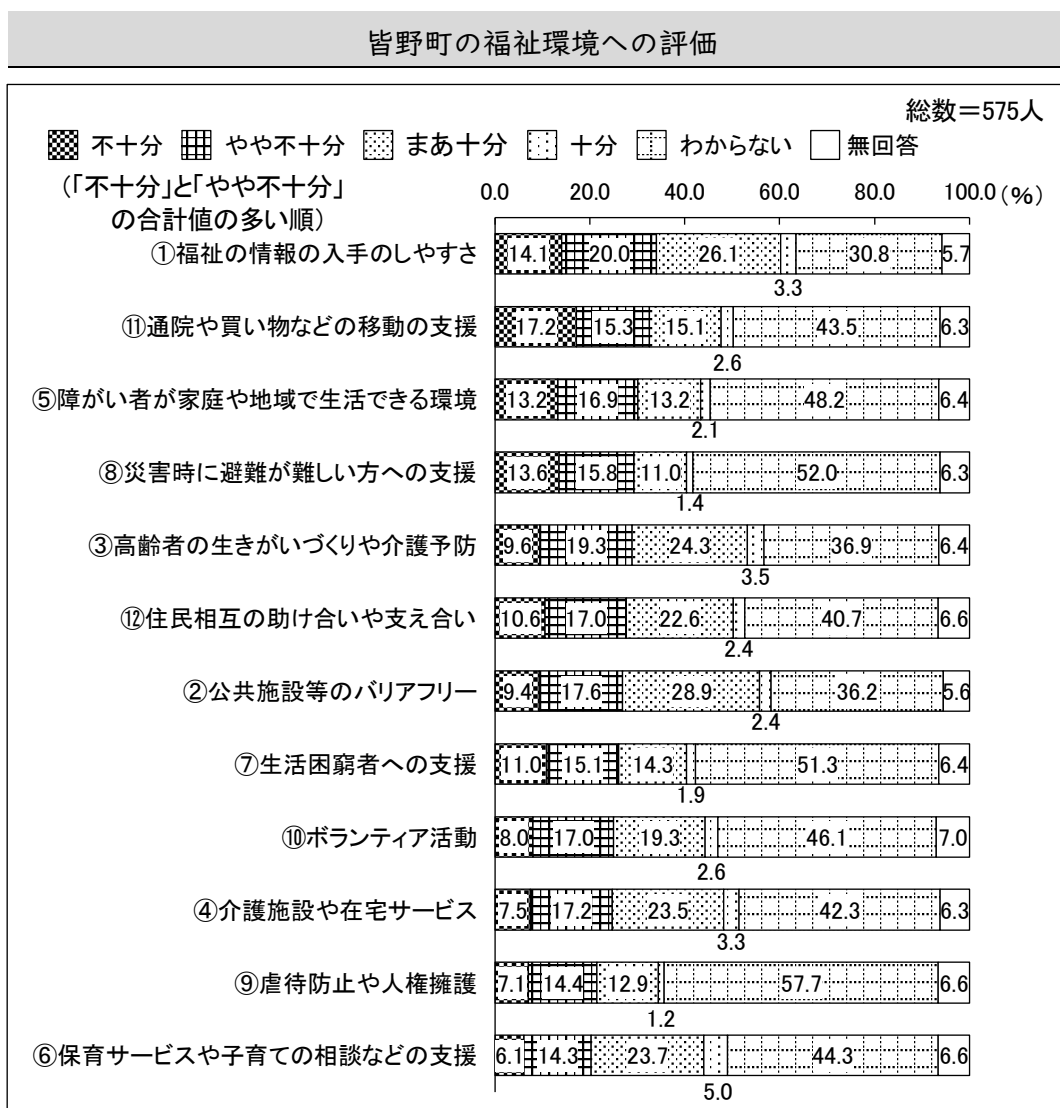 皆野町の福祉環境への評価
総数＝575人
不十分 やや不十分 まあ十分 十分 わからない 無回答
(「不十分」と「やや不十分」
の合計値の多い順)
0.0 20.0 40.0 60.0 80.0 100.0 (%)
①福祉の情報の入手のしやすさ 14.1 20.0 26.1 30.8 5.7
3.3
⑪通院や買い物などの移動の支援 17.2 15.3 15.1 43.5 6.3
2.6
⑤障がい者が家庭や地域で生活できる環境 13.2 16.9 13.2 48.2 6.4
2.1
⑧災害時に避難が難しい方への支援 13.6 15.8 11.0 52.0 6.3
1.4
③高齢者の生きがいづくりや介護予防 9.6 19.3 24.3 36.9 6.4
3.5
⑫住民相互の助け合いや支え合い 10.6 17.0 22.6 40.7 6.6
2.4
②公共施設等のバリアフリー 9.4 17.6 28.9 36.2 5.6
2.4
⑦生活困窮者への支援 11.0 15.1 14.3 51.3 6.4
1.9
⑩ボランティア活動 8.0 17.0 19.3 46.1 7.0
2.6
④介護施設や在宅サービス 7.5 17.2 23.5 42.3 6.3
3.3
⑨虐待防止や人権擁護 7.1 14.4 12.9 57.7 6.6
1.2
⑥保育サービスや子育ての相談などの支援 6.1 14.3 23.7 44.3 6.6
5.0